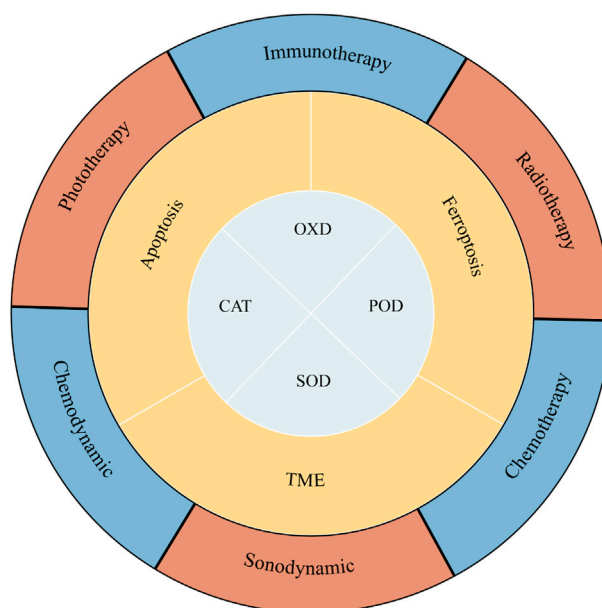 Immunotherapy
Phototherapy
Radiotherapy
Apoptosis
Ferroptosis
OXD
CAT
POD
SOD
Chemodynamic
Chemotherapy
TME
Sonodynamic